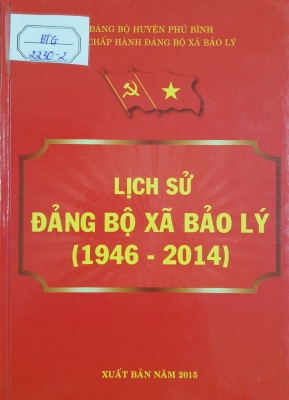 ĐẢNG BỘ HUYỆN PHÚ BÌNH
CHẤP HÀNH ĐẢNG BỘ XÃ BẢO LÝ
BTG
2230-2
LỊCH SỬ
ĐẢNG BỘ XÃ BẢO LÝ
(1946 - 2014)
XUẤT BẢN NĂM 2015